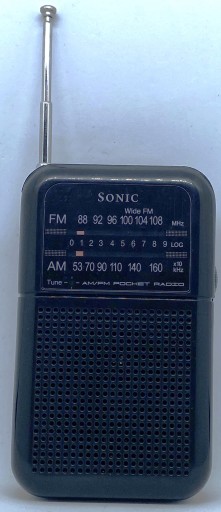 SONIC
Wide FM
FM 88 92 96 100 104 108 MHz
0 1 2 3 4 5 6 7 8 9 LOG
AM 53 70 90 110 140 160 x10 kHz
Tune - AM/FM POCKET RADIO